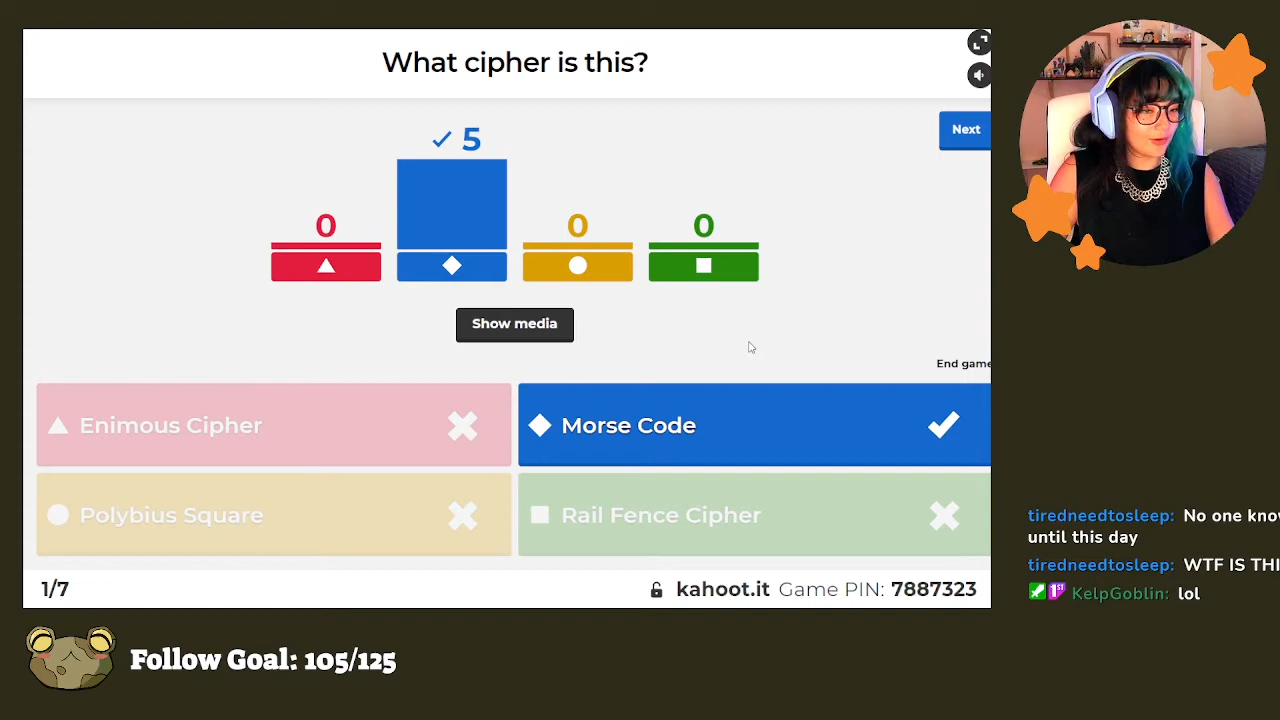 What cipher is this?
5
Next
0
0
0
Show media
End game
Enimous Cipher
Morse Code
Polybius Square
Rail Fence Cipher
1/7
kahoot.it Game PIN: 7887323
tiredneedtosleep: No one know
until this day
tiredneedtosleep: WTF IS THI
1ST KelpGoblin: lol
Follow Goal: 105/125